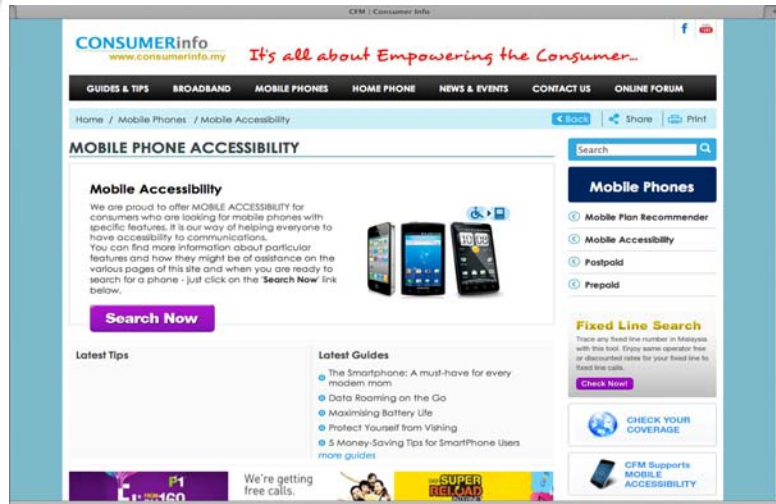 CFM | Consumer Info
CONSUMERinfo
www.consumerinfo.my
It's all about Empowering the Consumer...
GUIDES & TIPS BROADBAND MOBILE PHONES HOME PHONE NEWS & EVENTS CONTACT US ONLINE FORUM
Home / Mobile Phones / Mobile Accessibility
Back Share Print
MOBILE PHONE ACCESSIBILITY
Mobile Accessibility
We are proud to offer MOBILE ACCESSIBILITY for
consumers who are looking for mobile phones with
specific features. It is our way of helping everyone to
have accessibility to communications.
You can find more information about particular
features and how they might be of assistance on the
various pages of this site and when you are ready to
search for a phone - just click on the 'Search Now' link
below.
Search Now
Latest Tips
Latest Guides
The Smartphone: A must-have for every
modern mom
Data Roaming on the Go
Maximising Battery Life
Protect Yourself from Vishing
5 Money-Saving Tips for SmartPhone Users
more guides
Search
Mobile Phones
Mobile Plan Recommender
Mobile Accessibility
Postpaid
Prepaid
Fixed Line Search
Trace any fixed line number in Malaysia
with this tool. Enjoy same operator free
or discounted rates for your fixed line to
fixed line calls.
Check Now!
CHECK YOUR
COVERAGE
CFM Supports
MOBILE
ACCESSIBILITY
P1
FROM
160
We're getting
free calls.
SUPER
RELOAD